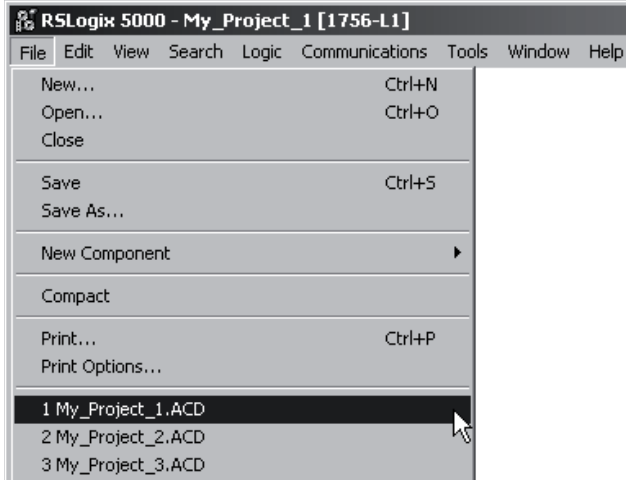 RSLogix 5000 - My_Project_1 [1756-L1]
File Edit View Search Logic Communications Tools Window Help
New... Ctrl+N
Open... Ctrl+O
Close
Save Ctrl+S
Save As...
New Component
Compact
Print... Ctrl+P
Print Options...
1 My_Project_1.ACD
2 My_Project_2.ACD
3 My_Project_3.ACD